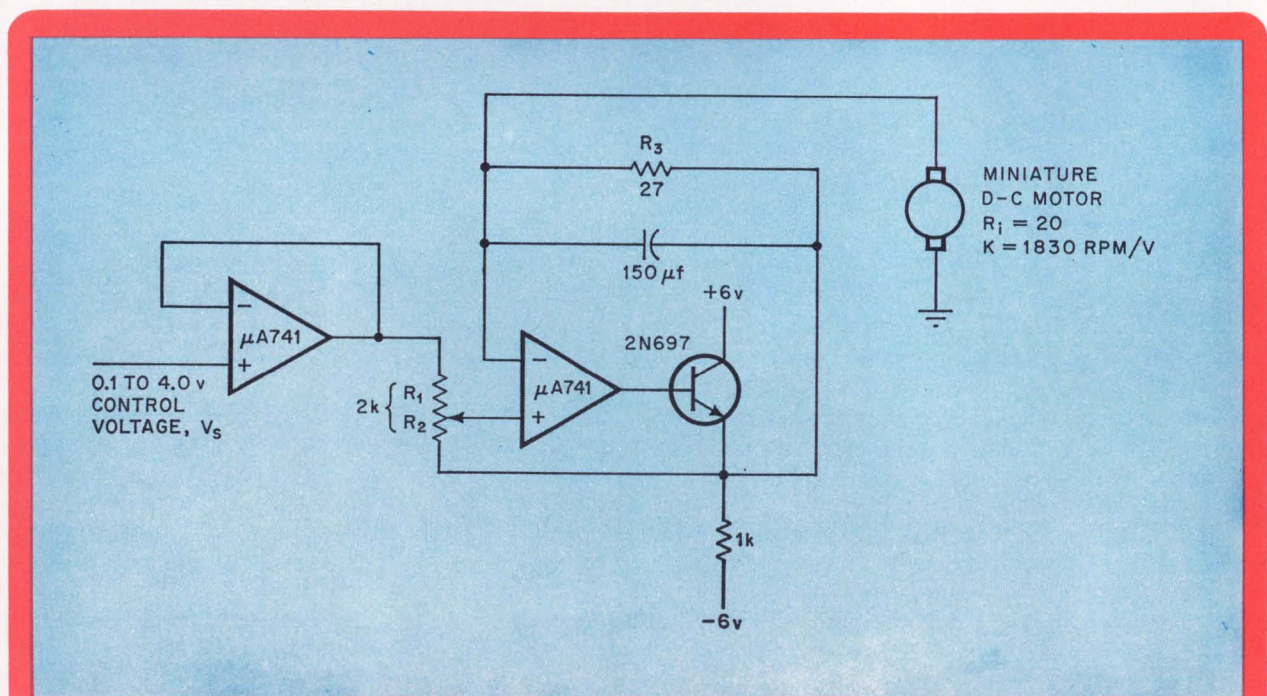 R3
27
150 μf
MINIATURE
D-C MOTOR
Ri = 20
K = 1830 RPM/V
+6v
2N697
−
μA741
+
0.1 TO 4.0 v
CONTROL
VOLTAGE, Vs
2k { R1
R2
−
μA741
+
1k
-6v